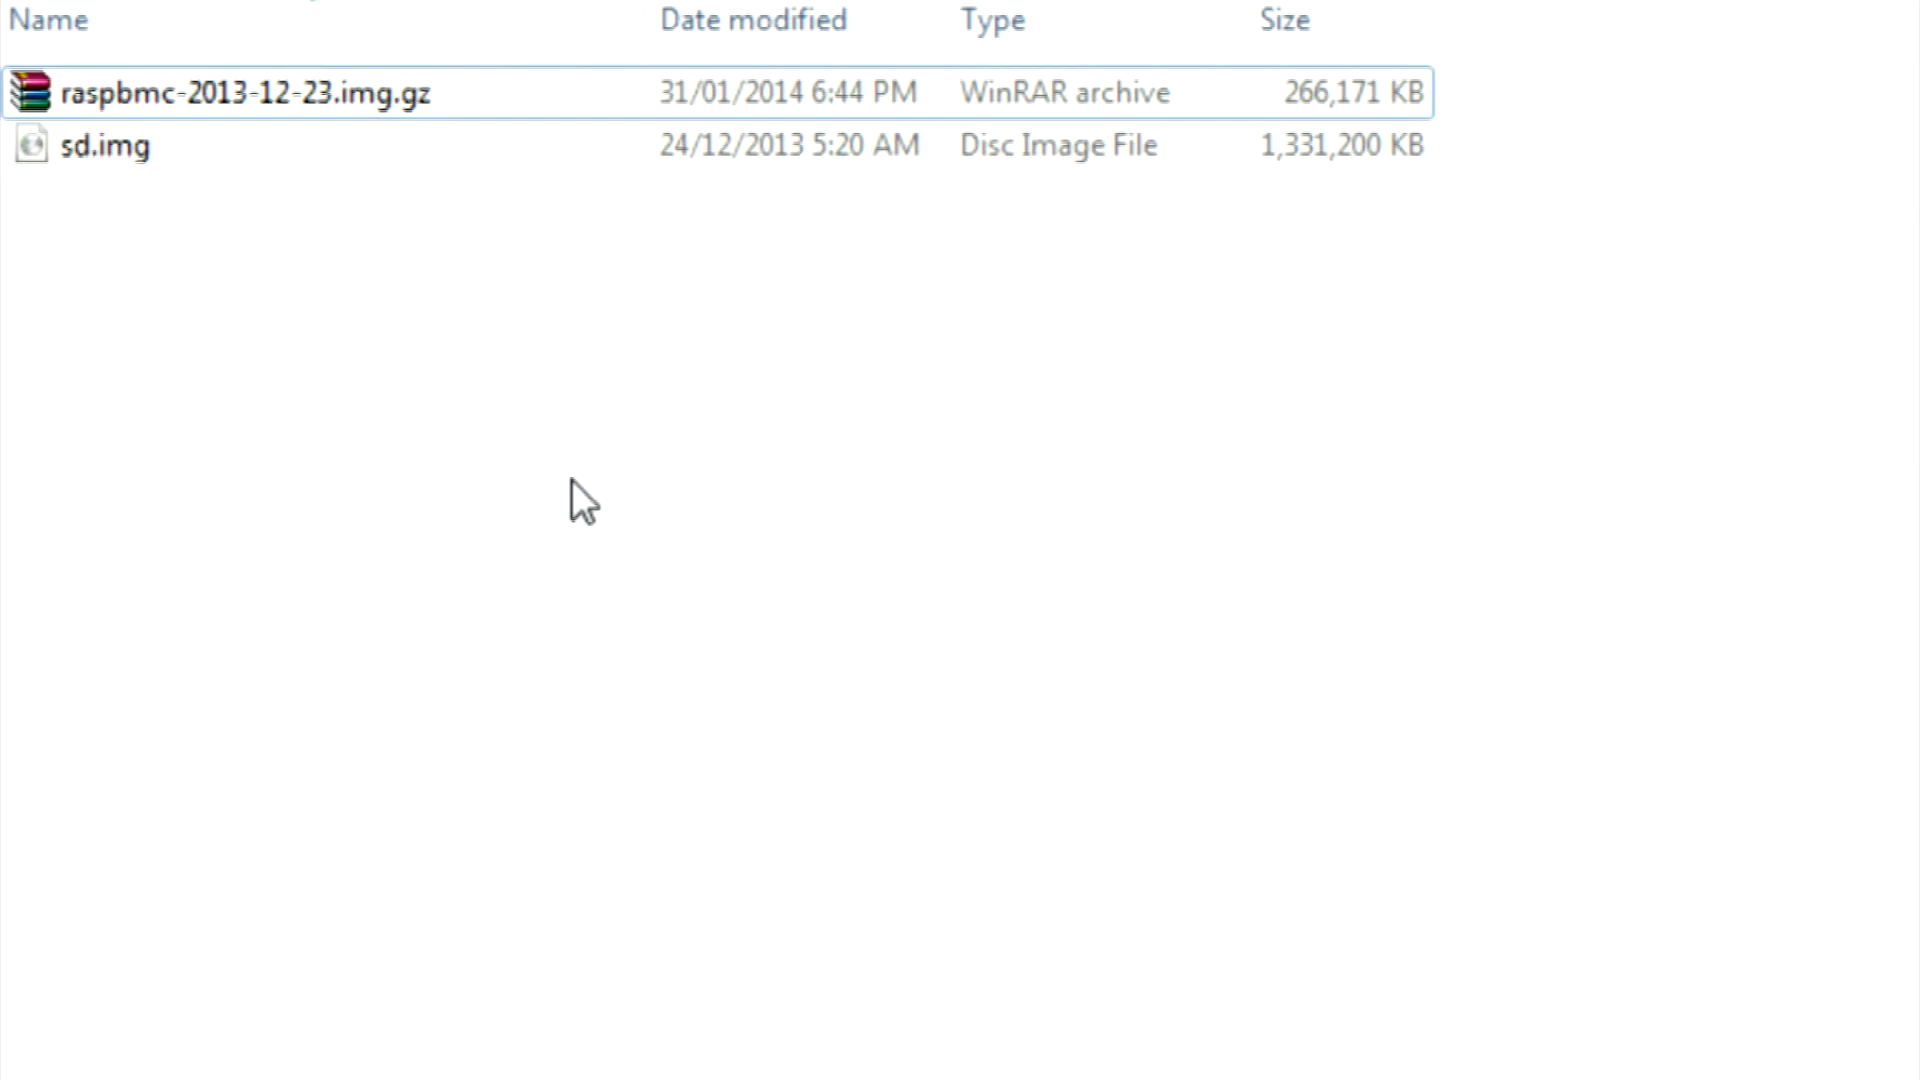 Name Date modified Type Size
raspbmc-2013-12-23.img.gz 31/01/2014 6:44 PM WinRAR archive 266,171 KB
sd.img 24/12/2013 5:20 AM Disc Image File 1,331,200 KB